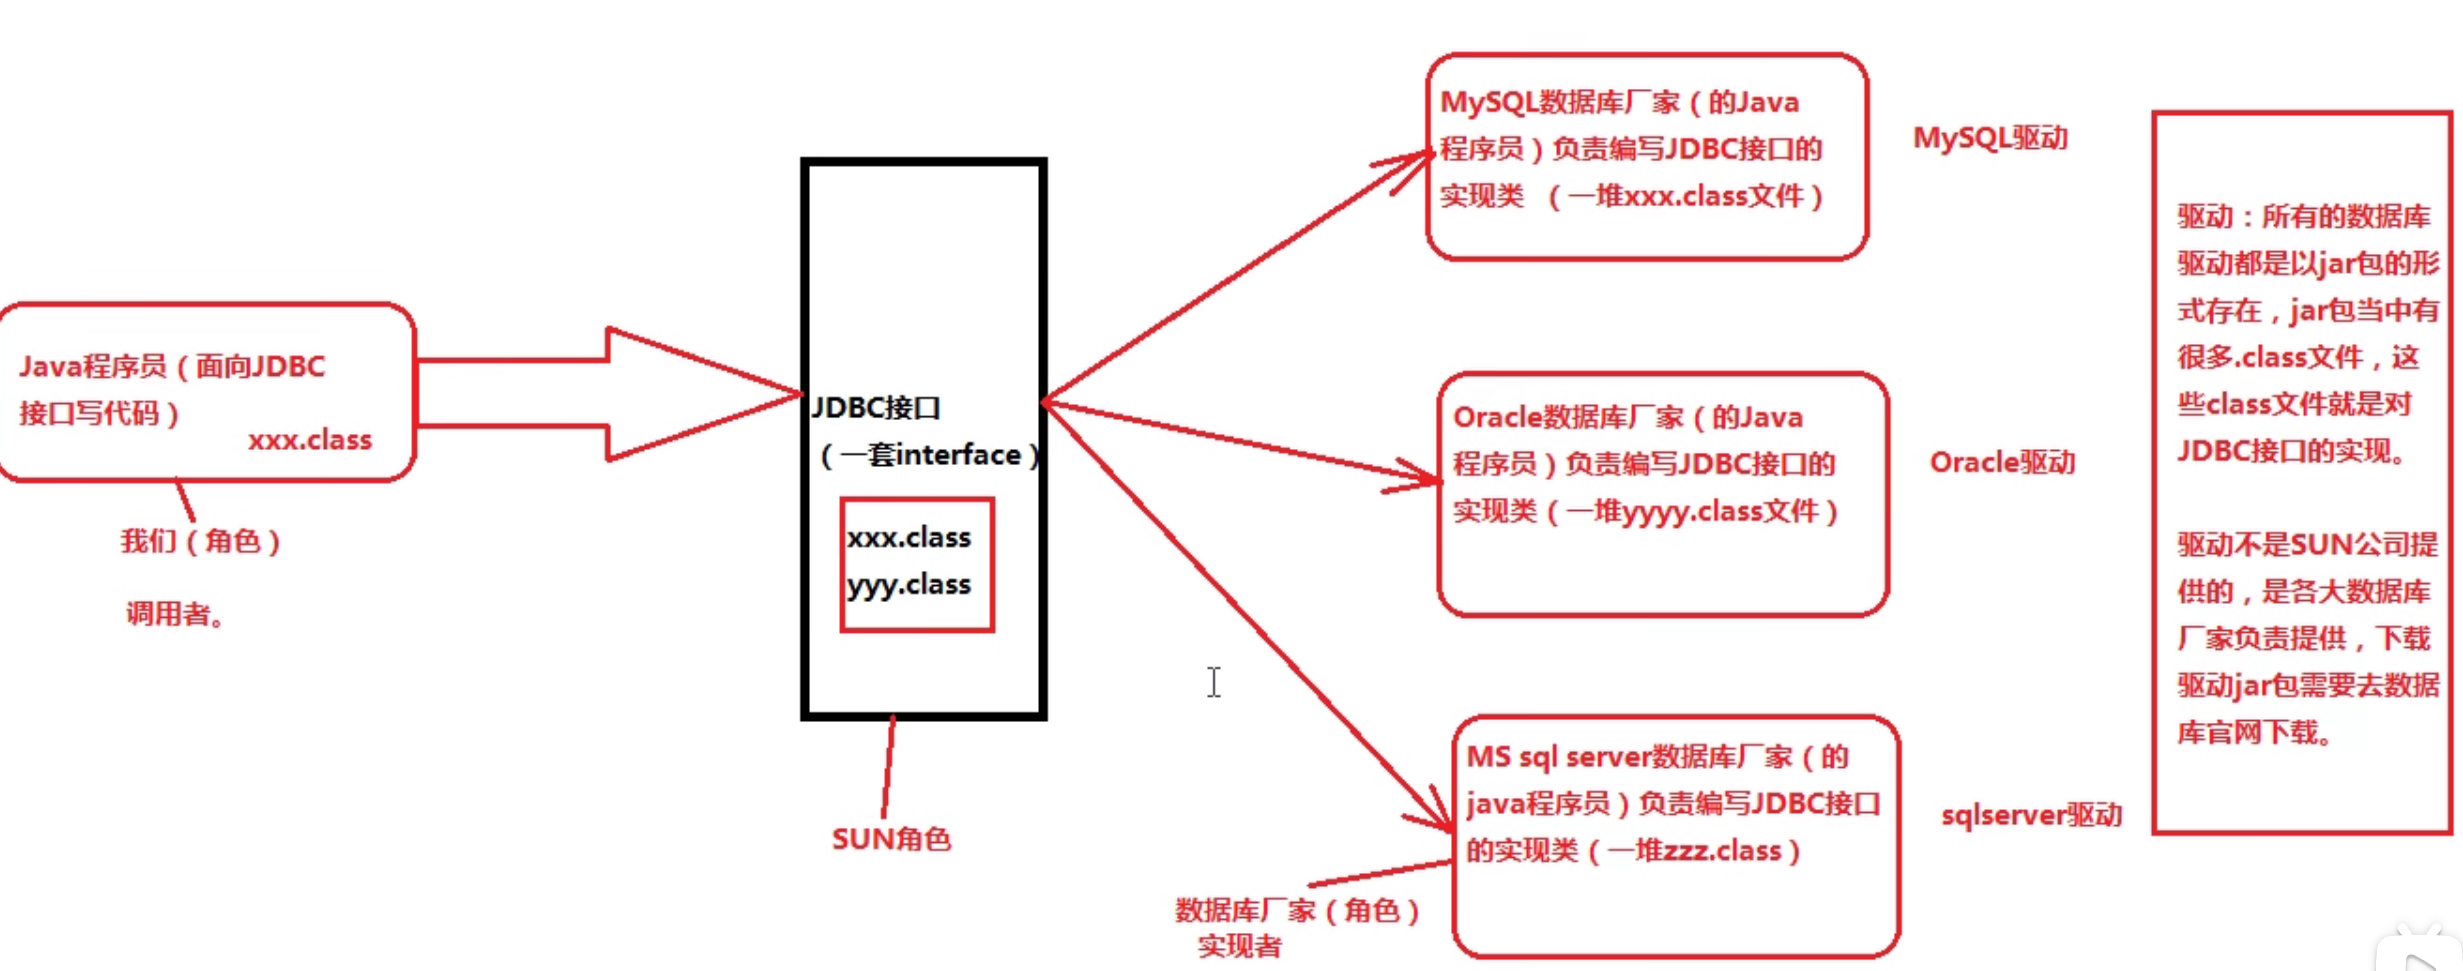 Java程序员（面向JDBC
接口写代码）
xxx.class
我们（角色）
调用者。
JDBC接口
（一套interface）
xxx.class
yyy.class
SUN角色
MySQL数据库厂家（的Java
程序员）负责编写JDBC接口的
实现类 （一堆xxx.class文件）
MySQL驱动
Oracle数据库厂家（的Java
程序员）负责编写JDBC接口的
实现类（一堆yyyy.class文件）
Oracle驱动
MS sql server数据库厂家（的
java程序员）负责编写JDBC接口
的实现类（一堆zzz.class）
sqlserver驱动
数据库厂家（角色）
实现者
驱动：所有的数据库
驱动都是以jar包的形
式存在，jar包当中有
很多.class文件，这
些class文件就是对
JDBC接口的实现。
驱动不是SUN公司提
供的，是各大数据库
厂家负责提供，下载
驱动jar包需要去数据
库官网下载。